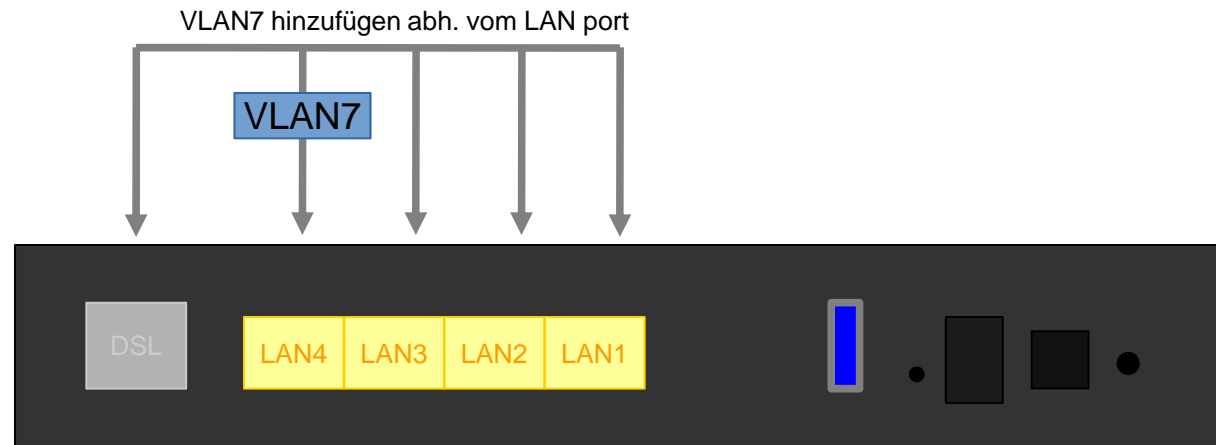 VLAN7 hinzufügen abh. vom LAN port
VLAN7
DSL
LAN4 LAN3 LAN2 LAN1